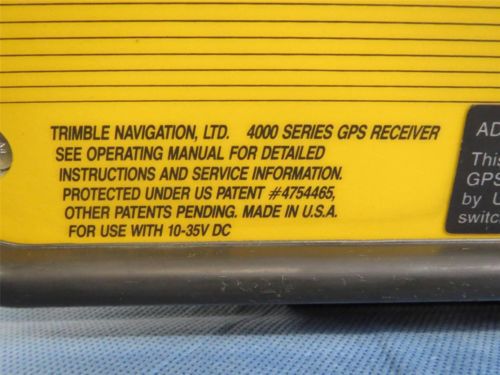 TRIMBLE NAVIGATION, LTD. 4000 SERIES GPS RECEIVER
SEE OPERATING MANUAL FOR DETAILED
INSTRUCTIONS AND SERVICE INFORMATION.
PROTECTED UNDER US PATENT #4754465,
OTHER PATENTS PENDING. MADE IN U.S.A.
FOR USE WITH 10-35V DC
AD
This
GPS
by U
switc